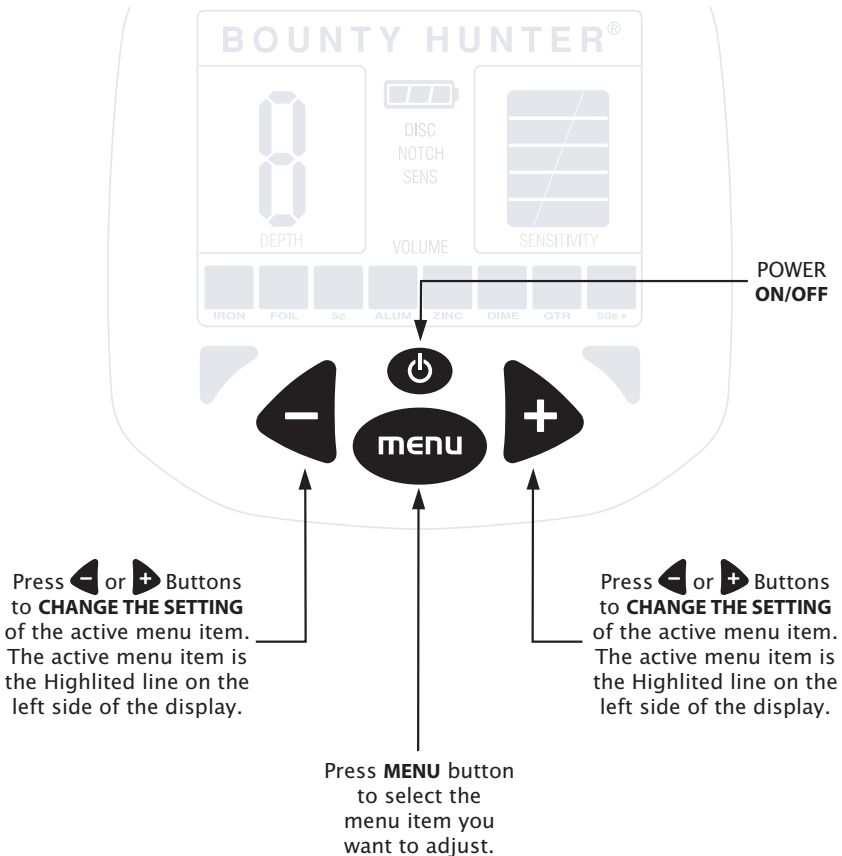 BOUNTY HUNTER®
DISC
NOTCH
SENS
DEPTH
VOLUME
SENSITIVITY
IRON FOIL 5¢ ALUM ZINC DIME QTR 50¢+
POWER
ON/OFF
-
menu
+
Press - or + Buttons
to CHANGE THE SETTING
of the active menu item.
The active menu item is
the Highlited line on the
left side of the display.
Press - or + Buttons
to CHANGE THE SETTING
of the active menu item.
The active menu item is
the Highlited line on the
left side of the display.
Press MENU button
to select the
menu item you
want to adjust.